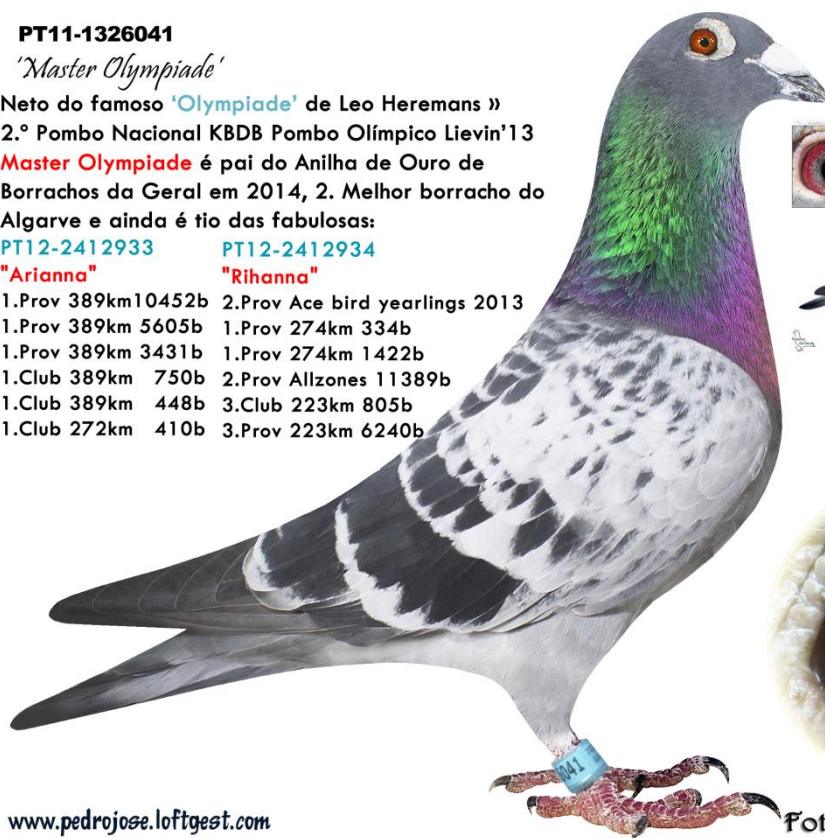 PT11-1326041
'Master Olympiade'
Neto do famoso 'Olympiade' de Leo Heremans »
2.º Pombo Nacional KBDB Pombo Olímpico Lievin'13
Master Olympiade é pai do Anilha de Ouro de
Borrachos da Geral em 2014, 2. Melhor borracho do
Algarve e ainda é tio das fabulosas:
PT12-2412933 PT12-2412934
"Arianna" "Rihanna"
1.Prov 389km10452b 2.Prov Ace bird yearlings 2013
1.Prov 389km 5605b 1.Prov 274km 334b
1.Prov 389km 3431b 1.Prov 274km 1422b
1.Club 389km 750b 2.Prov Allzones 11389b
1.Club 389km 448b 3.Club 223km 805b
1.Club 272km 410b 3.Prov 223km 6240b
6041
www.pedrojose.loftgest.com
Fot